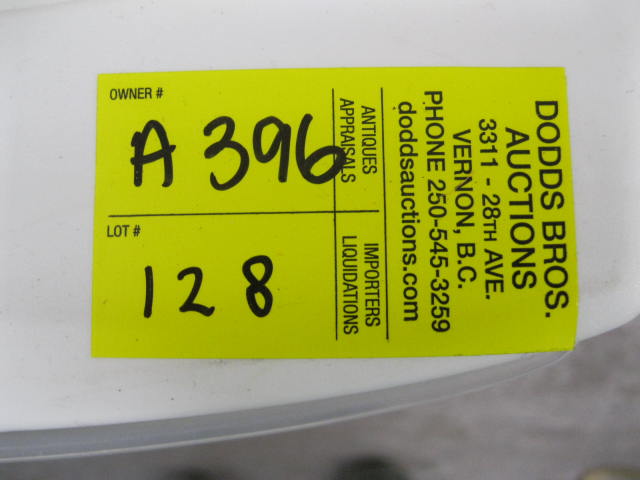 OWNER #
A 396
LOT #
128
ANTIQUES
APPRAISALS
IMPORTERS
LIQUIDATIONS
DODDS BROS.
AUCTIONS
3311 - 28TH AVE.
VERNON, B.C.
PHONE 250-545-3259
doddsauctions.com